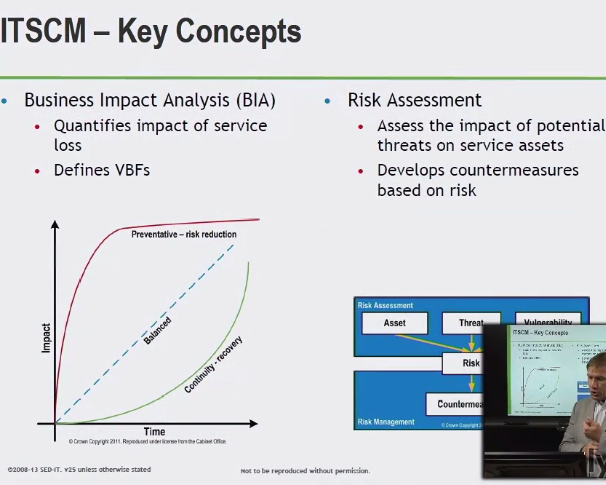 ITSCM – Key Concepts
• Business Impact Analysis (BIA)
• Quantifies impact of service
loss
• Defines VBFs
• Risk Assessment
• Assess the impact of potential
threats on service assets
• Develops countermeasures
based on risk
Preventative – risk reduction
Balanced
Continuity - recovery
Impact
Time
© Crown Copyright 2011. Reproduced under license from the Cabinet Office.
Risk Assessment
Asset
Threat
Vulnerability
Risk
Risk Management
© Crown Copyright
ITSCM – Key Concepts
©2008-13 SED-IT. V25 unless otherwise stated
Not to be reproduced without permission.